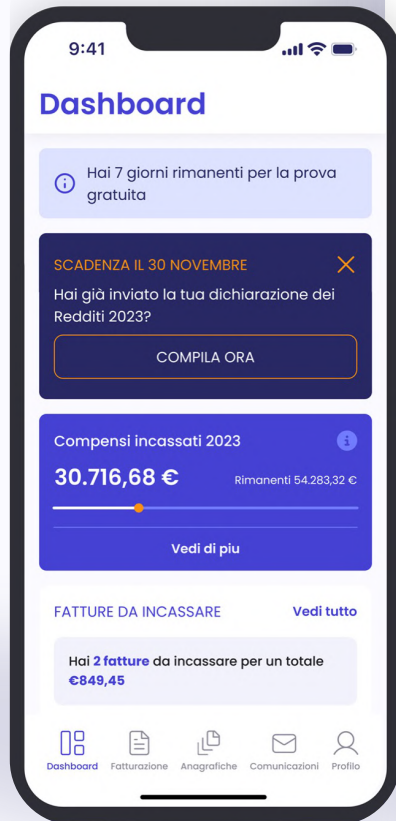 9:41
Dashboard
Hai 7 giorni rimanenti per la prova
gratuita
SCADENZA IL 30 NOVEMBRE
Hai già inviato la tua dichiarazione dei
Redditi 2023?
COMPILA ORA
Compensi incassati 2023
30.716,68 €
Rimanenti 54.283,32 €
Vedi di piu
FATTURE DA INCASSARE
Vedi tutto
Hai 2 fatture da incassare per un totale
€849,45
Dashboard
Fatturazione
Anagrafiche
Comunicazioni
Profilo